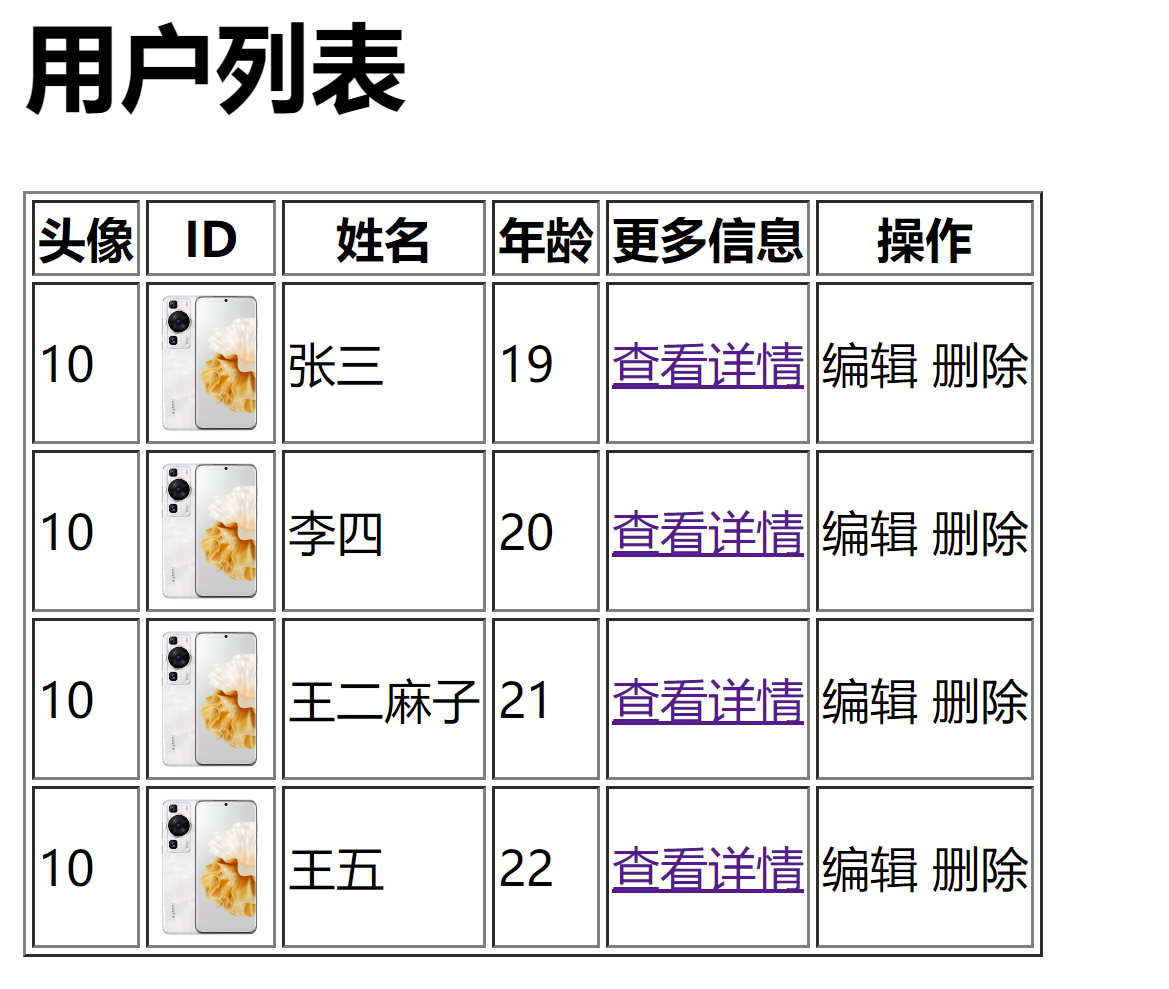 用户列表
头像 ID 姓名 年龄 更多信息 操作
10 张三 19 查看详情 编辑 删除
10 李四 20 查看详情 编辑 删除
10 王二麻子 21 查看详情 编辑 删除
10 王五 22 查看详情 编辑 删除